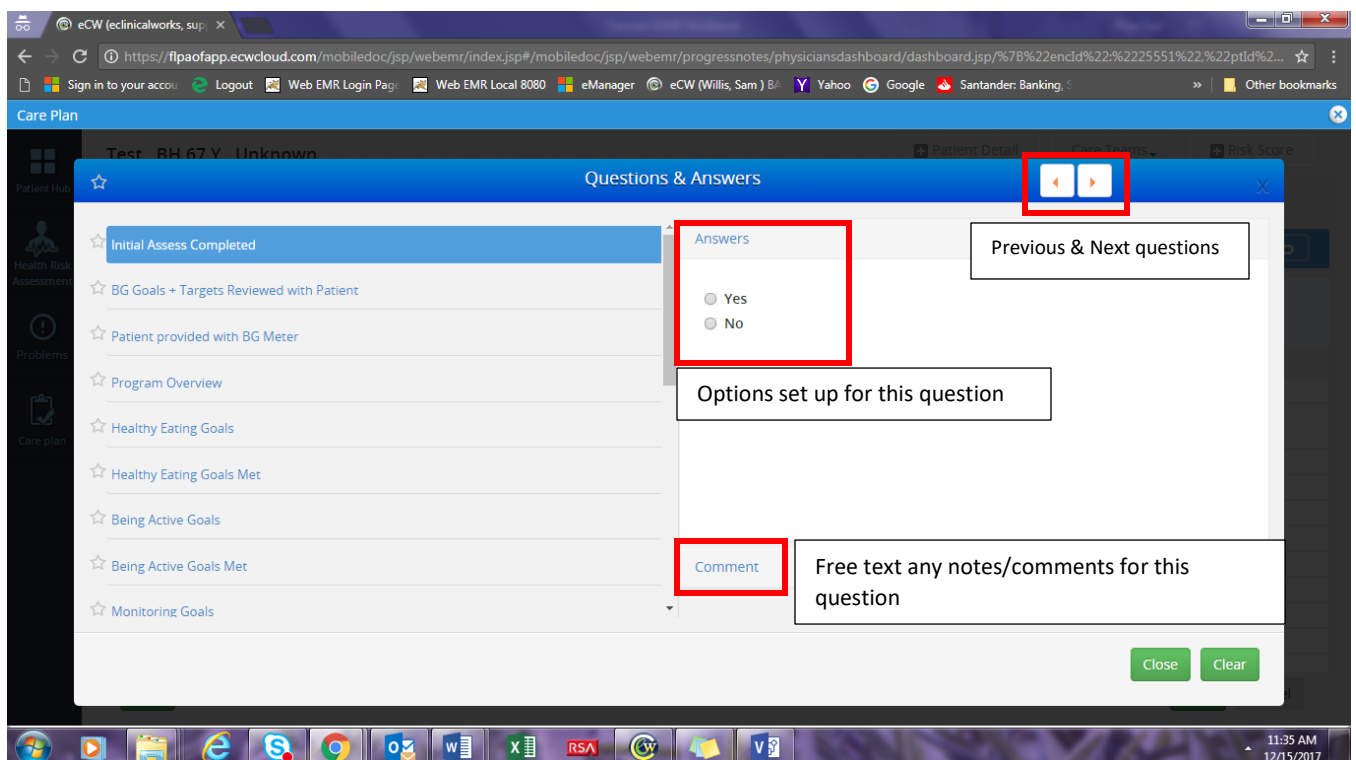 eCW (eclinicalworks, sup
https://flpaofapp.ecwcloud.com/mobiledoc/jsp/webemr/index.jsp#/mobiledoc/jsp/webemr/progressnotes/physiciansdashboard/dashboard.jsp/%7B%22encId%22:%2225551%22,%22ptId%2...
Sign in to your accou Logout Web EMR Login Page Web EMR Local 8080 eManager eCW (Willis, Sam ) BA Yahoo Google Santander: Banking, S » Other bookmarks
Care Plan
Test, BH 67 Y, Unknown Patient Detail Care Teams Risk Score
Patient Hub
Questions & Answers X
Initial Assess Completed
Answers
Previous & Next questions
Health Risk
Assessment
BG Goals + Targets Reviewed with Patient
Yes
No
Patient provided with BG Meter
Problems
Program Overview
Options set up for this question
Healthy Eating Goals
Care plan
Healthy Eating Goals Met
Being Active Goals
Being Active Goals Met
Comment
Free text any notes/comments for this
question
Monitoring Goals
Close Clear
RSA
11:35 AM
12/15/2017